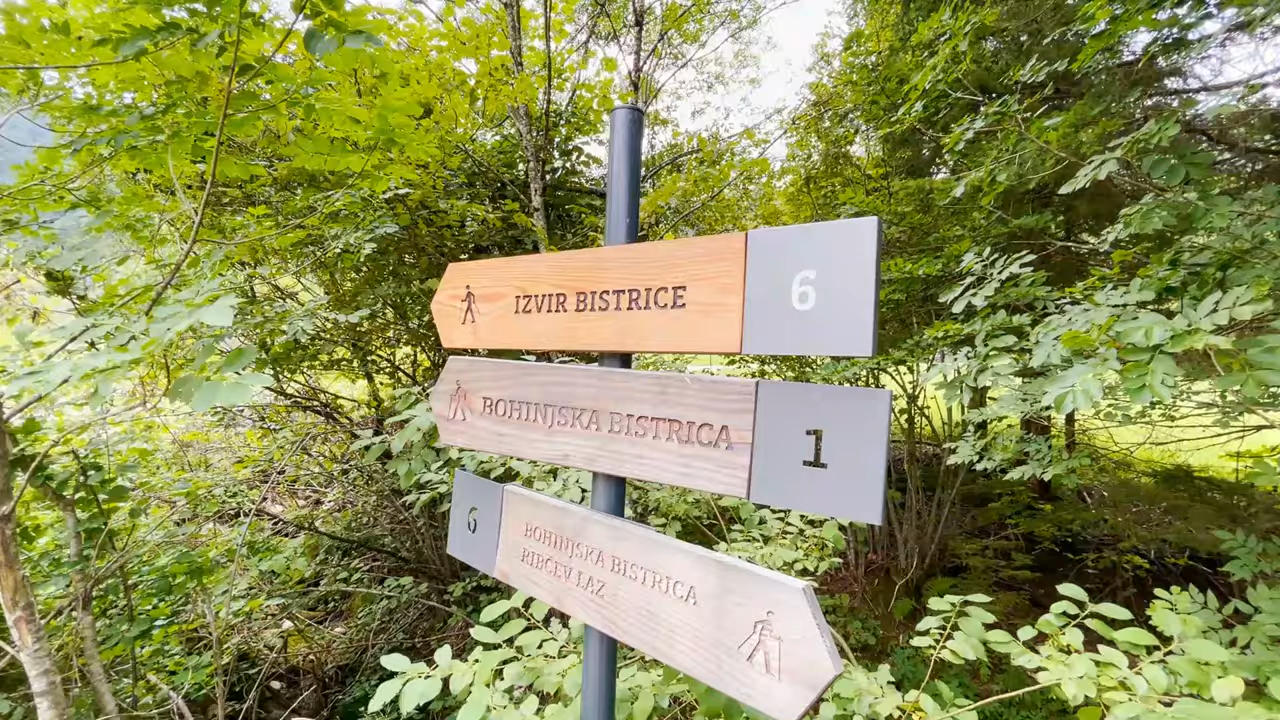 IZVIR BISTRICE
6
BOHINJSKA BISTRICA
1
6
BOHINJSKA BISTRICA
RIBČEV LAZ